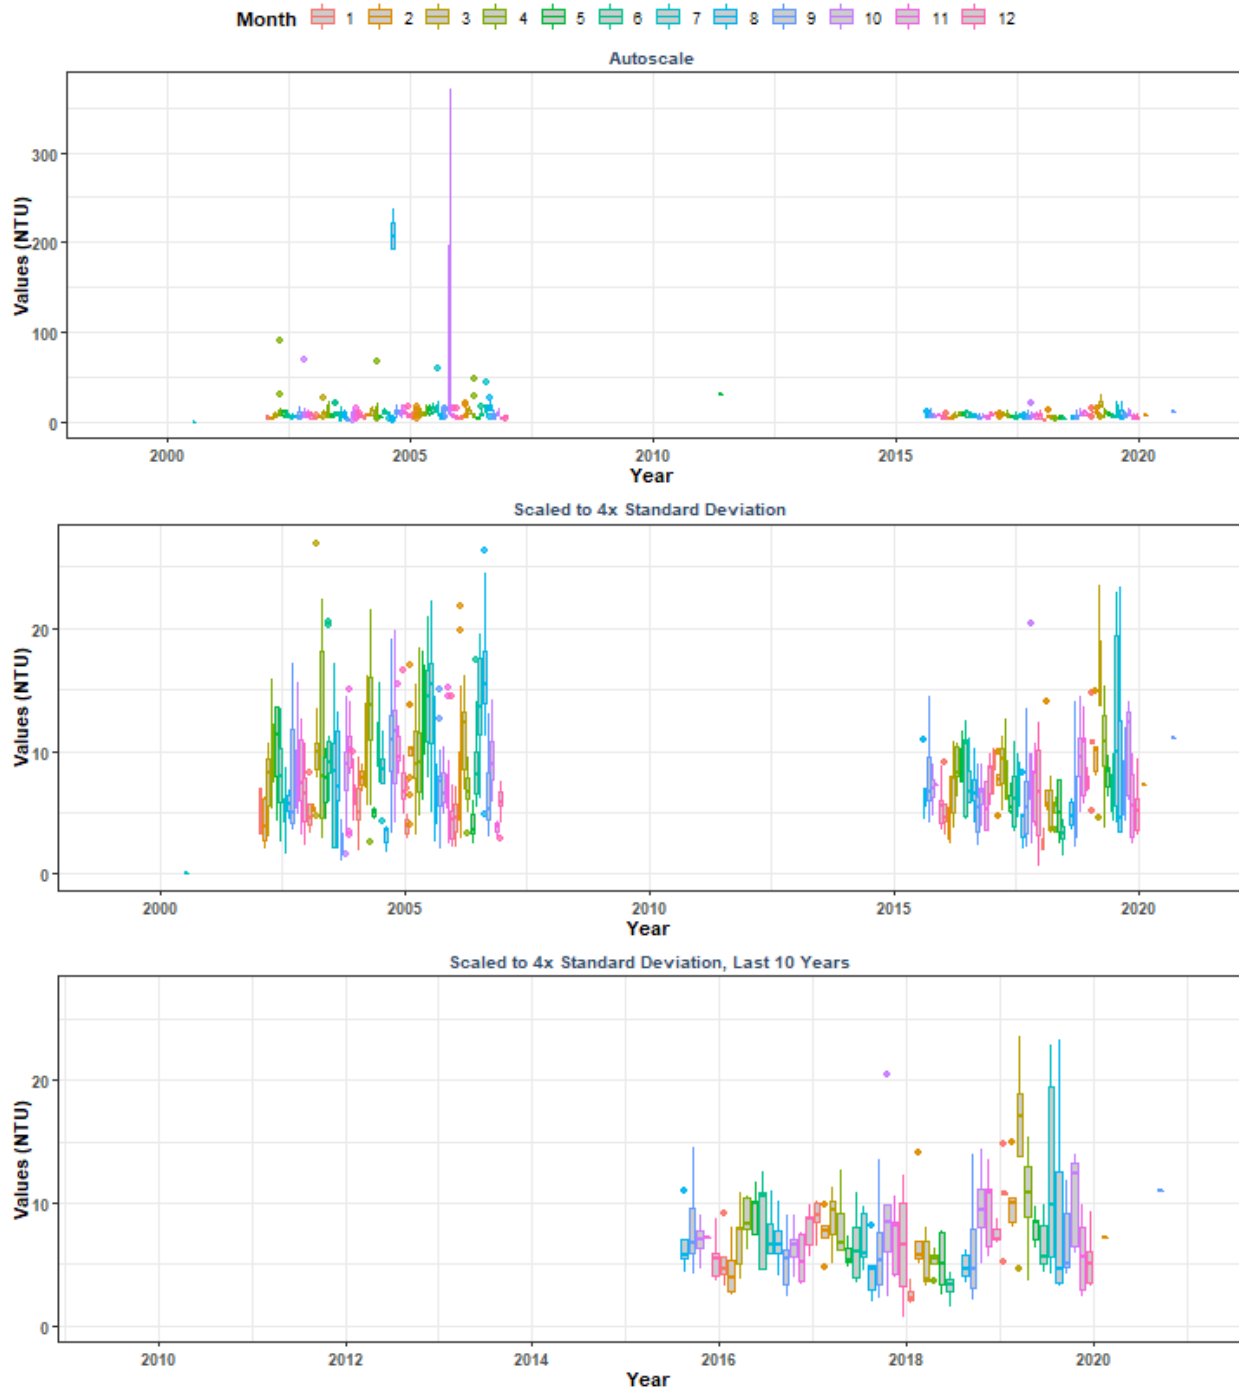 Month 1 2 3 4 5 6 7 8 9 10 11 12
Autoscale
Values (NTU)
300
200
100
0
2000 2005 2010 2015 2020
Year
Scaled to 4x Standard Deviation
Values (NTU)
20
10
0
2000 2005 2010 2015 2020
Year
Scaled to 4x Standard Deviation, Last 10 Years
Values (NTU)
20
10
0
2010 2012 2014 2016 2018 2020
Year